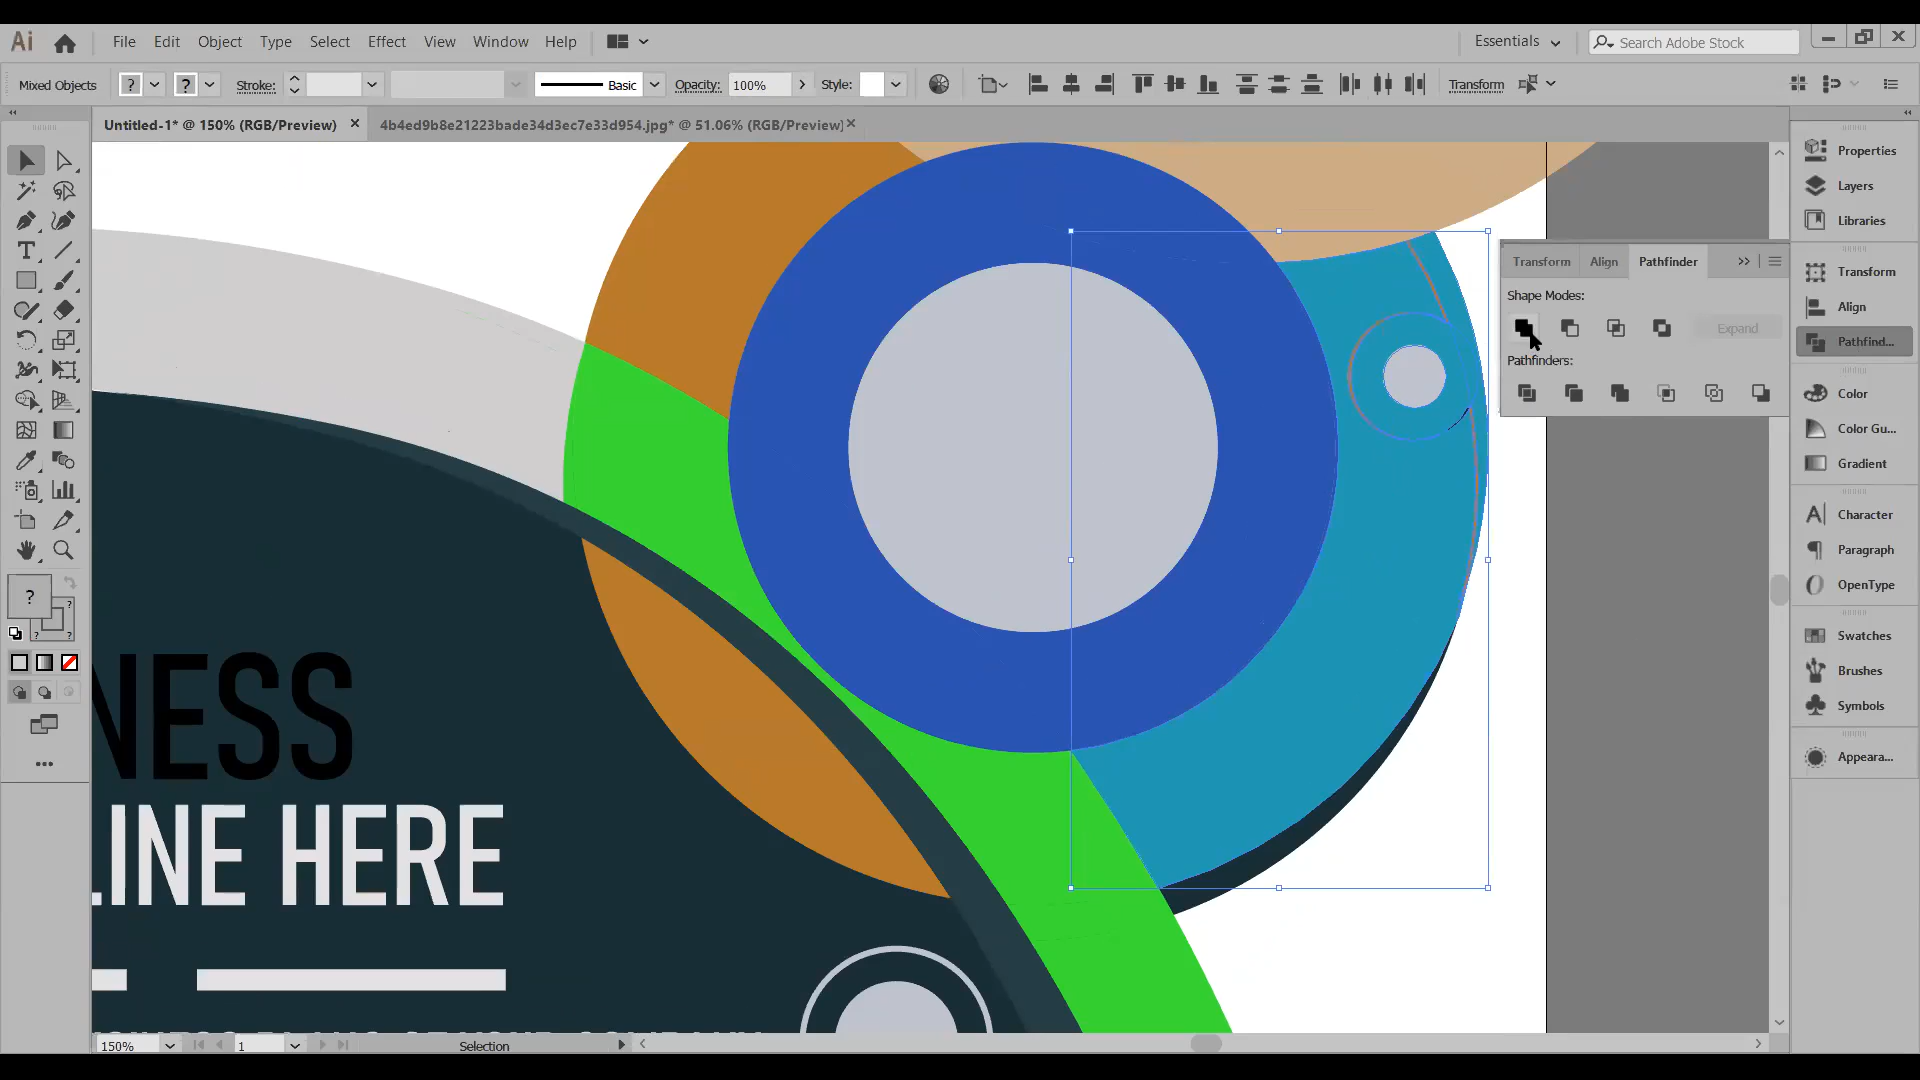 Ai File Edit Object Type Select Effect View Window Help Essentials Search Adobe Stock
Mixed Objects ? ? Stroke: Basic Opacity: 100% Style: Transform
Untitled-1* @ 150% (RGB/Preview) 4b4ed9b8e21223bade34d3ec7e33d954.jpg* @ 51.06% (RGB/Preview)
Properties
Layers
Libraries
Transform
Align
Pathfind...
Color
Color Gu...
Gradient
Character
Paragraph
OpenType
Swatches
Brushes
Symbols
Appeara...
Transform Align Pathfinder
Shape Modes:
Expand
Pathfinders:
?
?
? ?
NESS
LINE HERE
150% 1 Selection